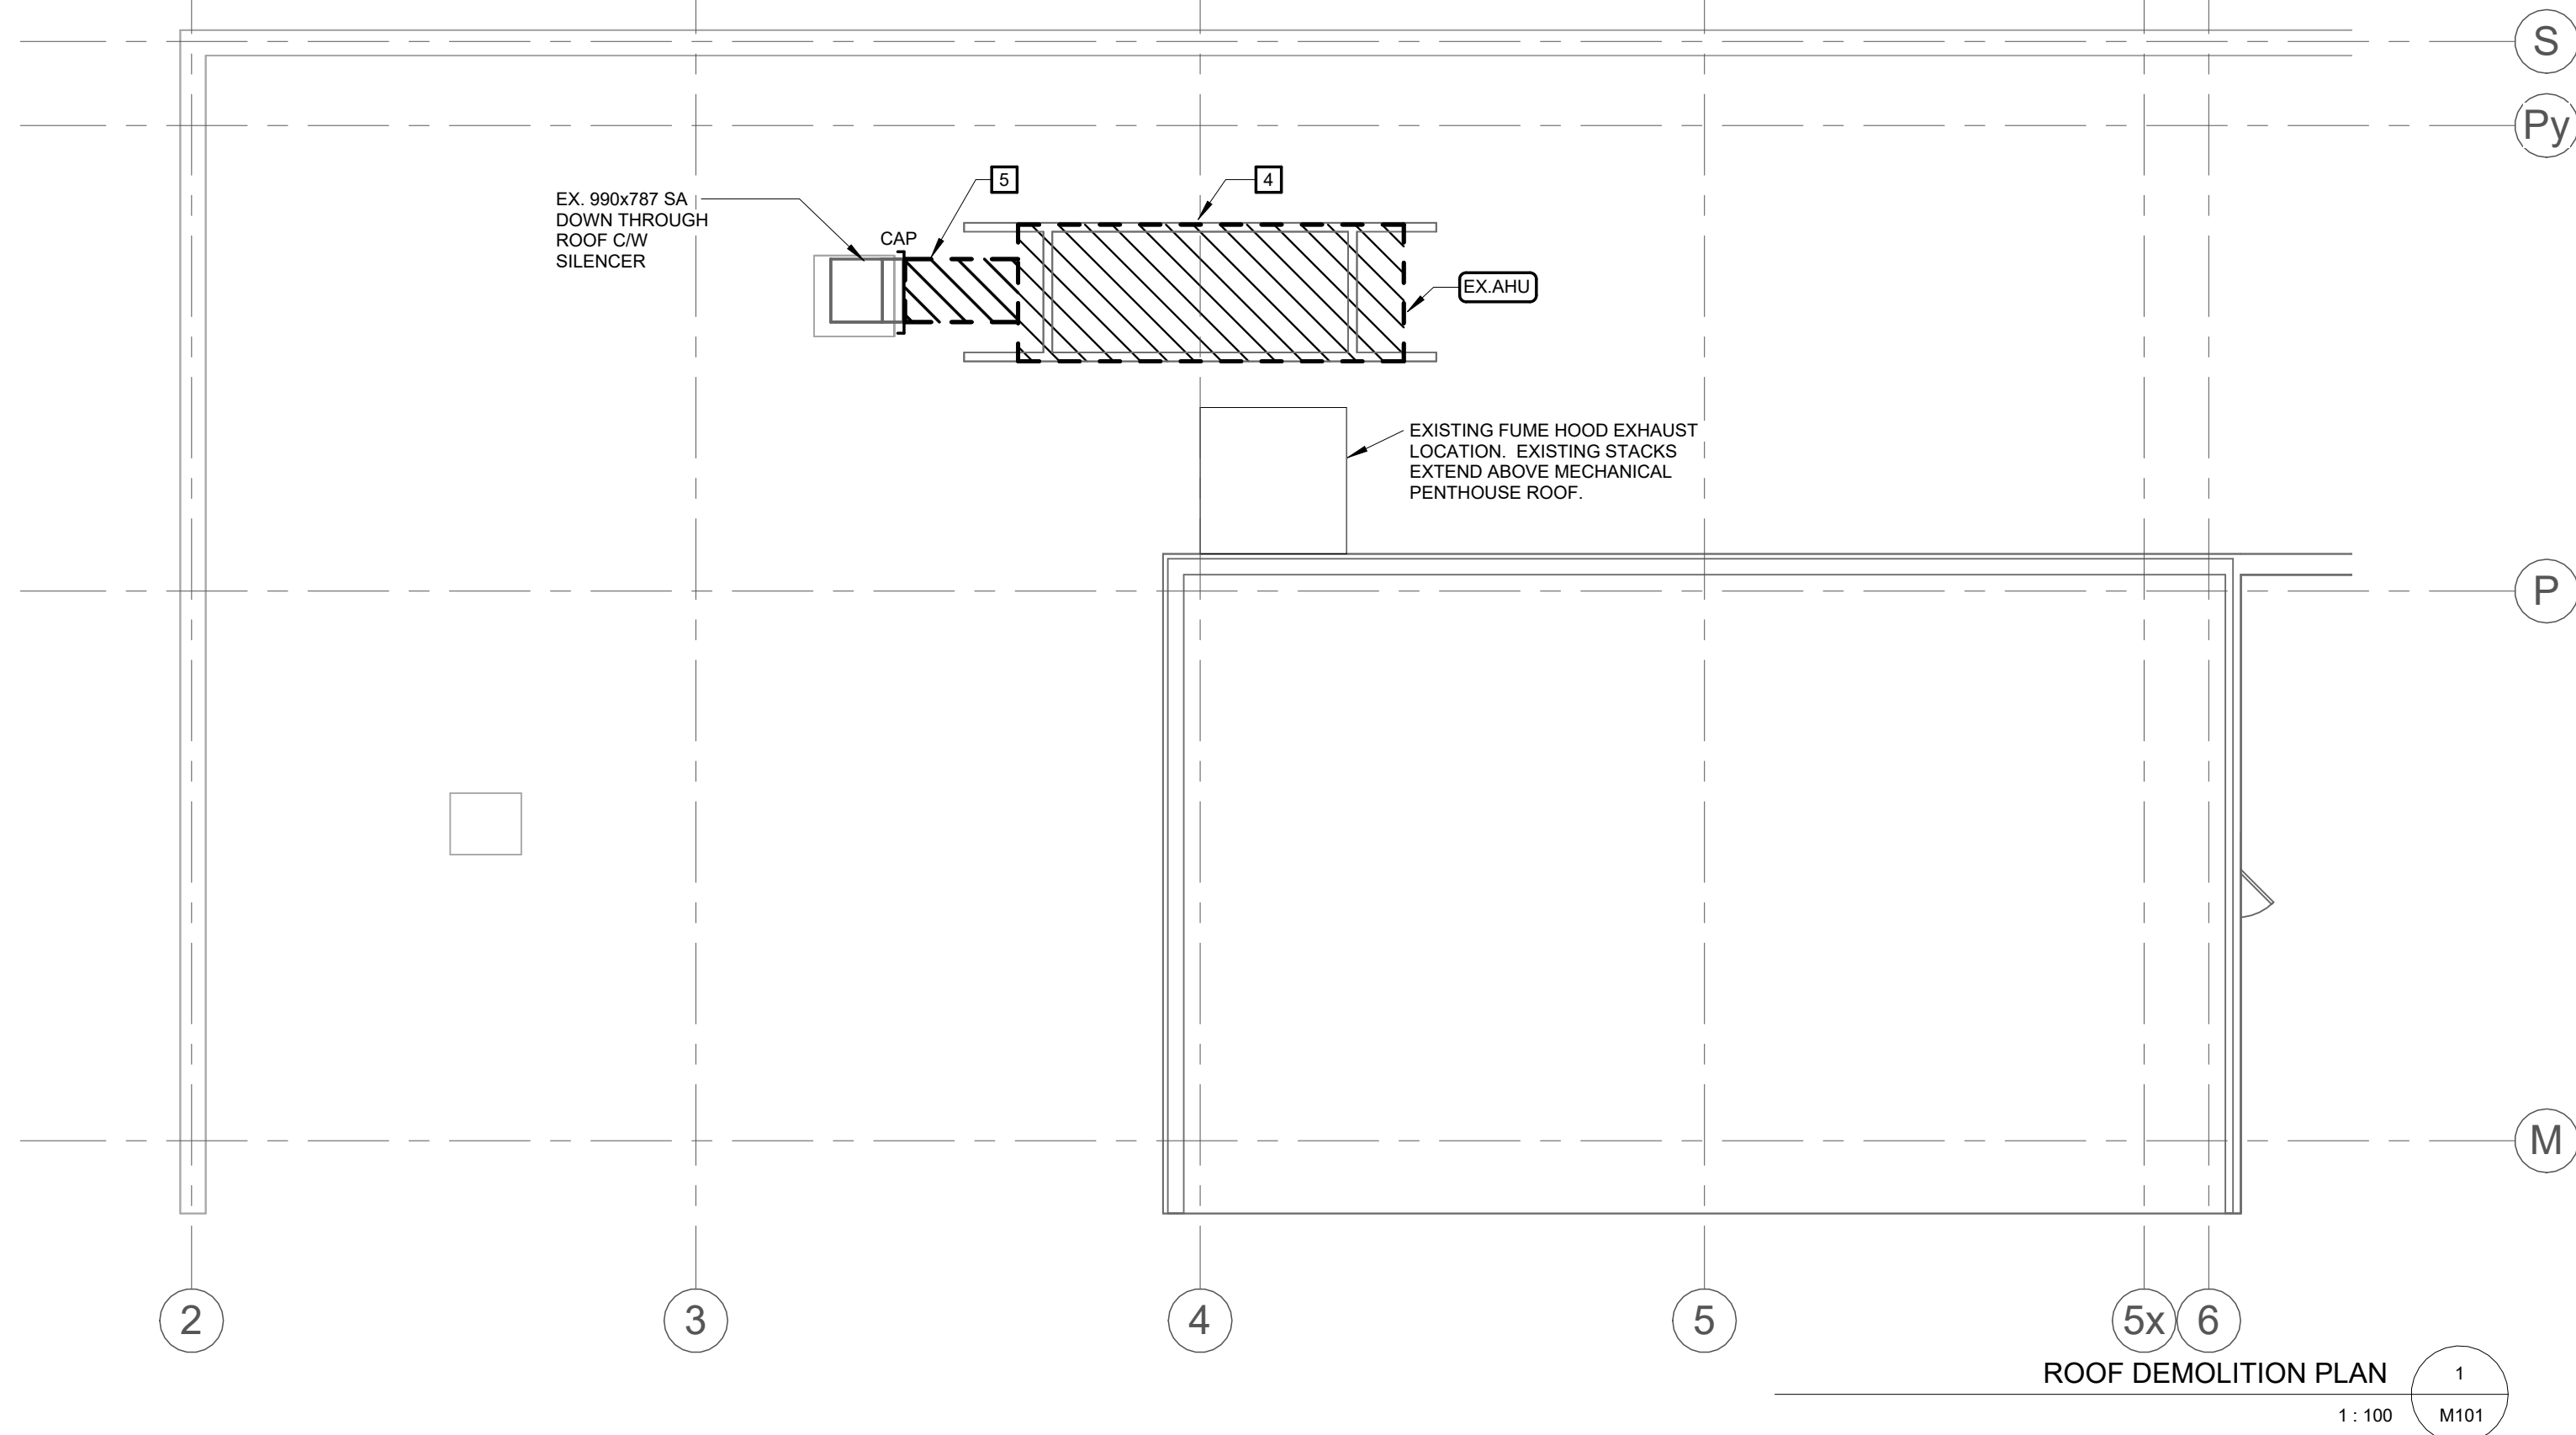 S
Py
5
4
EX. 990x787 SA
DOWN THROUGH
ROOF C/W
SILENCER
CAP
EX.AHU
EXISTING FUME HOOD EXHAUST
LOCATION. EXISTING STACKS
EXTEND ABOVE MECHANICAL
PENTHOUSE ROOF.
P
M
2
3
4
5
5x
6
ROOF DEMOLITION PLAN
1
1 : 100
M101